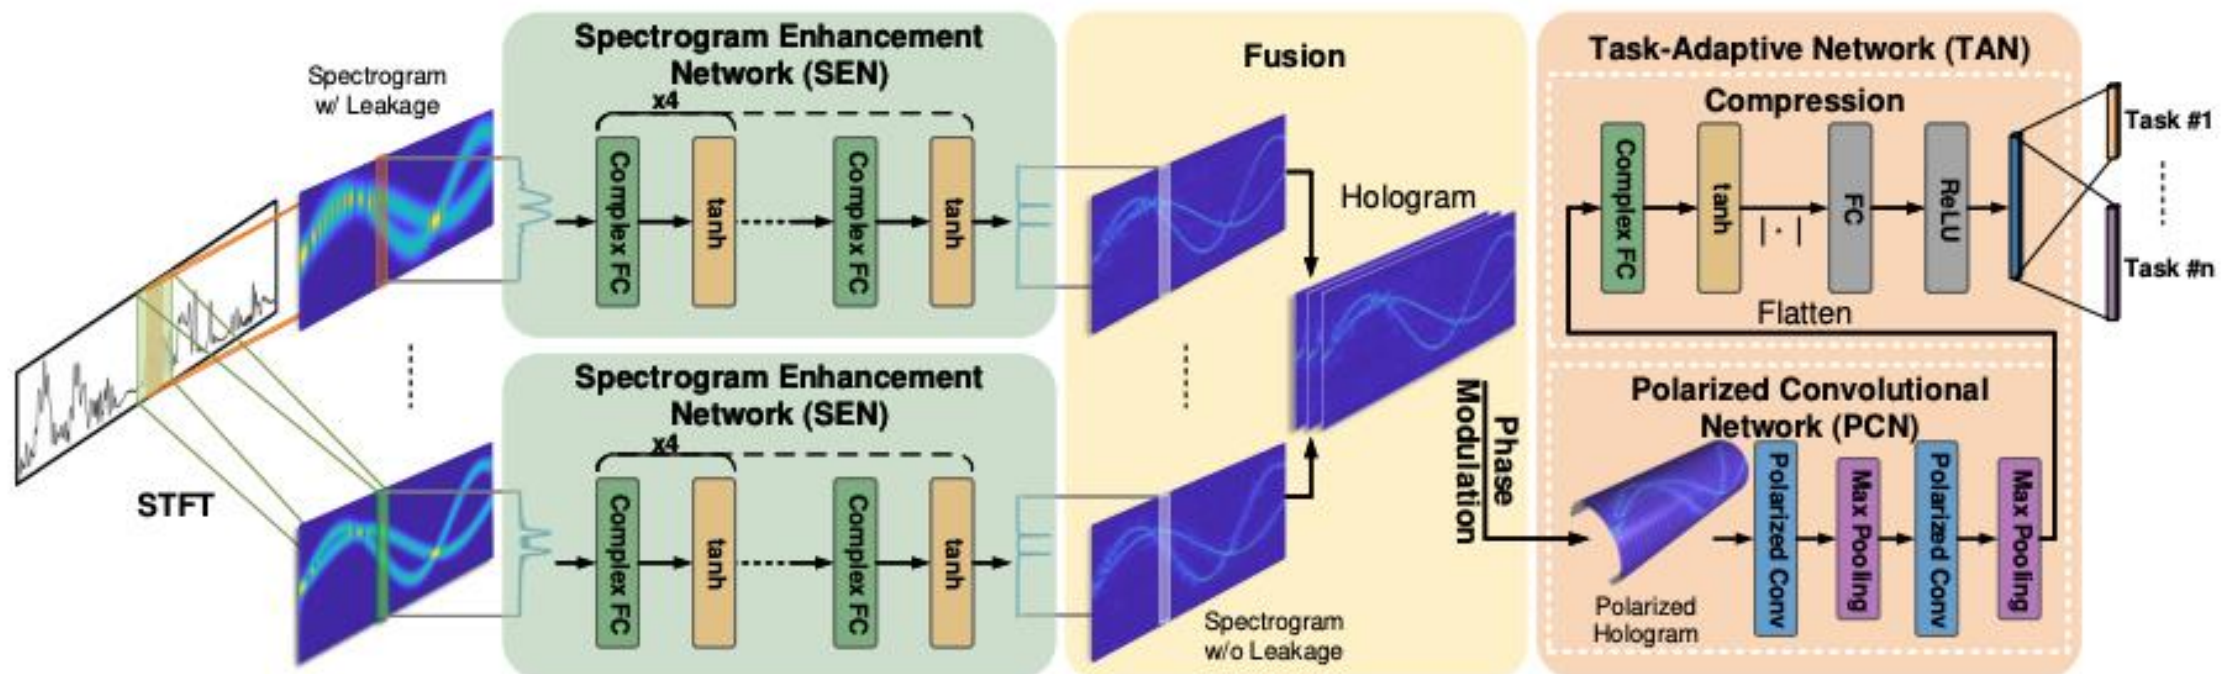 Spectrogram
w/ Leakage
STFT
Spectrogram Enhancement
Network (SEN)
x4
Complex FC
tanh
Complex FC
tanh
Spectrogram Enhancement
Network (SEN)
x4
Complex FC
tanh
Complex FC
tanh
Fusion
Hologram
Spectrogram
w/o Leakage
Phase
Modulation
Task-Adaptive Network (TAN)
Compression
Complex FC
tanh
| · |
FC
ReLU
Flatten
Task #1
Task #n
Polarized Convolutional
Network (PCN)
Polarized
Hologram
Polarized Conv
Max Pooling
Polarized Conv
Max Pooling